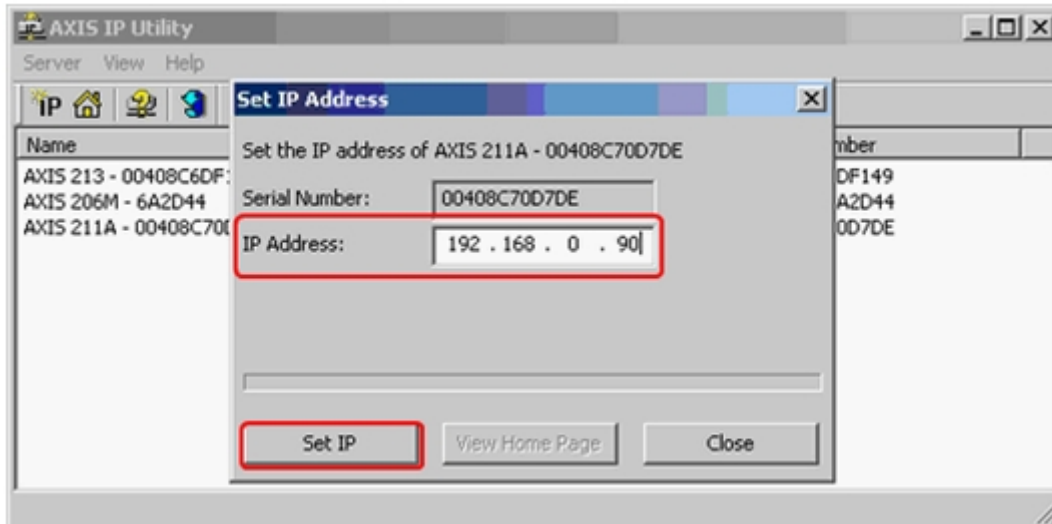 AXIS IP Utility
Server View Help
IP
Set IP Address
Name
mber
Set the IP address of AXIS 211A - 00408C70D7DE
AXIS 213 - 00408C6DF1
DF149
AXIS 206M - 6A2D44
Serial Number: 00408C70D7DE
A2D44
AXIS 211A - 00408C70D
0D7DE
IP Address: 192 . 168 . 0 . 90
Set IP
View Home Page
Close